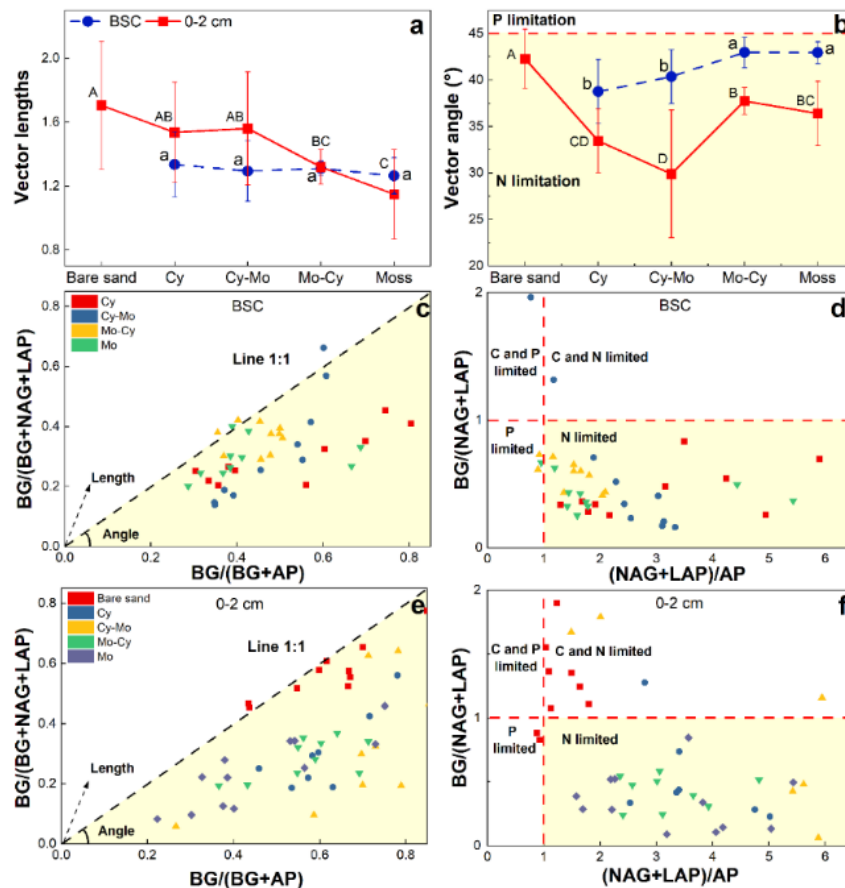 BSC 0-2 cm a
2.0
1.6
1.2
0.8
Vector lengths
A AB AB BC C
a a a a
Bare sand Cy Cy-Mo Mo-Cy Moss
P limitation b
45
40
35
30
25
20
Vector angle (°)
A b b a a
CD D B BC
N limitation
Bare sand Cy Cy-Mo Mo-Cy Moss
Cy
Cy-Mo
Mo-Cy
Mo
BSC c
Line 1:1
Length
Angle
0.8
0.6
0.4
0.2
0.0
BG/(BG+NAG+LAP)
0.0 0.2 0.4 0.6 0.8
BG/(BG+AP)
BSC d
C and P
limited
C and N limited
P
limited
N limited
2
1
0
BG/(NAG+LAP)
0 1 2 3 4 5 6
(NAG+LAP)/AP
Bare sand
Cy
Cy-Mo
Mo-Cy
Mo
0-2 cm e
Line 1:1
Length
Angle
0.8
0.6
0.4
0.2
0.0
BG/(BG+NAG+LAP)
0.0 0.2 0.4 0.6 0.8
BG/(BG+AP)
0-2 cm f
C and P
limited
C and N limited
P
limited
N limited
2
1
0
BG/(NAG+LAP)
0 1 2 3 4 5 6
(NAG+LAP)/AP